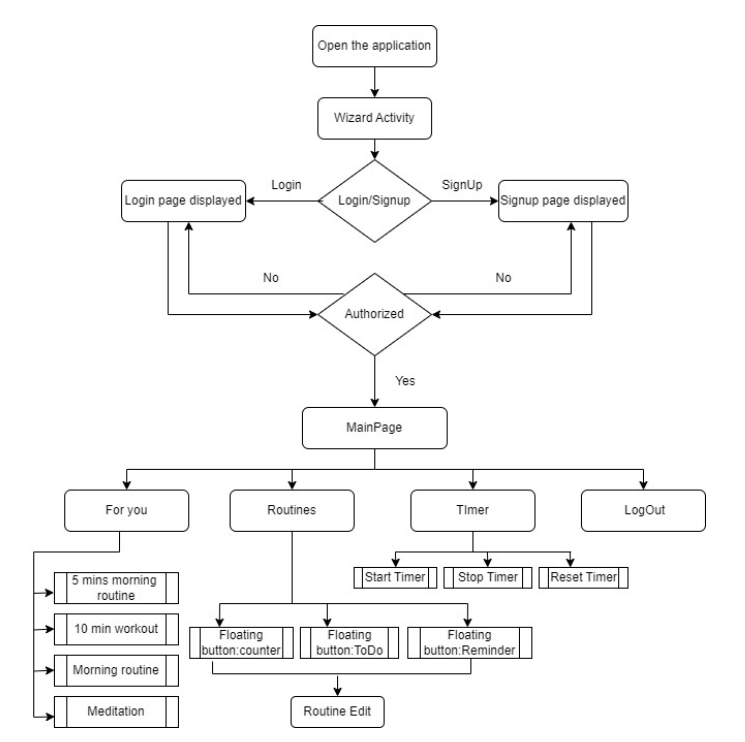 Open the application
Wizard Activity
Login
Login/Signup
SignUp
Login page displayed
Signup page displayed
No
No
Authorized
Yes
MainPage
For you
Routines
TImer
LogOut
5 mins morning
routine
10 min workout
Morning routine
Meditation
Start Timer
Stop Timer
Reset Timer
Floating
button:counter
Floating
button:ToDo
Floating
button:Reminder
Routine Edit